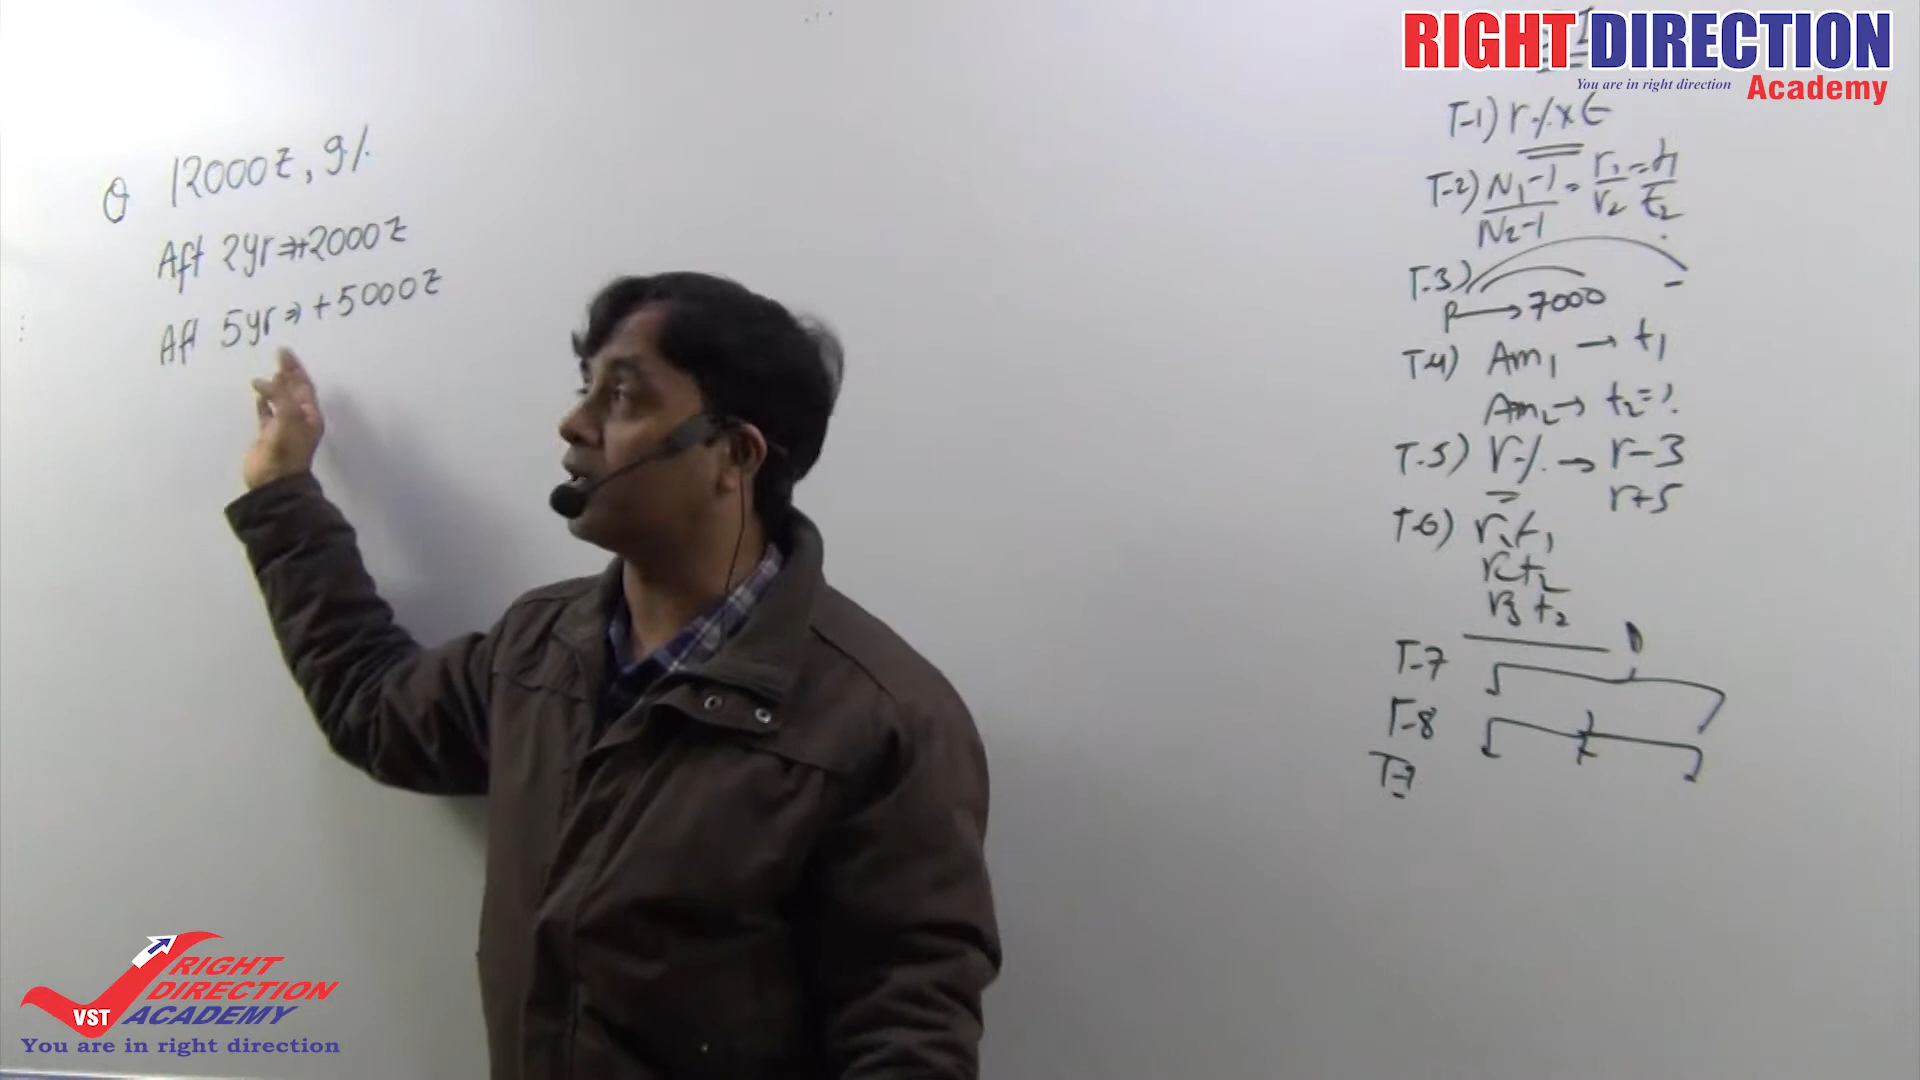 Q 12000₹, 9%
Aft 2yr ⇒ +2000₹
Aft 5yr ⇒ +5000₹
RIGHT DIRECTION
You are in right direction Academy
T-1) r% × t
T-2) N₁-1 / N₂-1 = r₁/r₂ = t₁/t₂
T-3)
P → 7000
T-4) Am₁ → t₁
Am₂ → t₂ = ?
T-5) r% → r-3
r+5
T-6) r₁ t₁
r₂ t₂
r₃ t₂
T-7
T-8
T-9
VST
RIGHT
DIRECTION
ACADEMY
You are in right direction